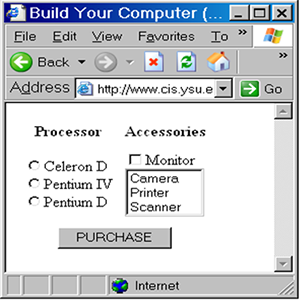 Build Your Computer (...
File Edit View Favorites To »
Back »
Address http://www.cis.ysu.e Go
Processor Accessories
Monitor
Celeron D
Pentium IV
Pentium D
Camera
Printer
Scanner
PURCHASE
Internet